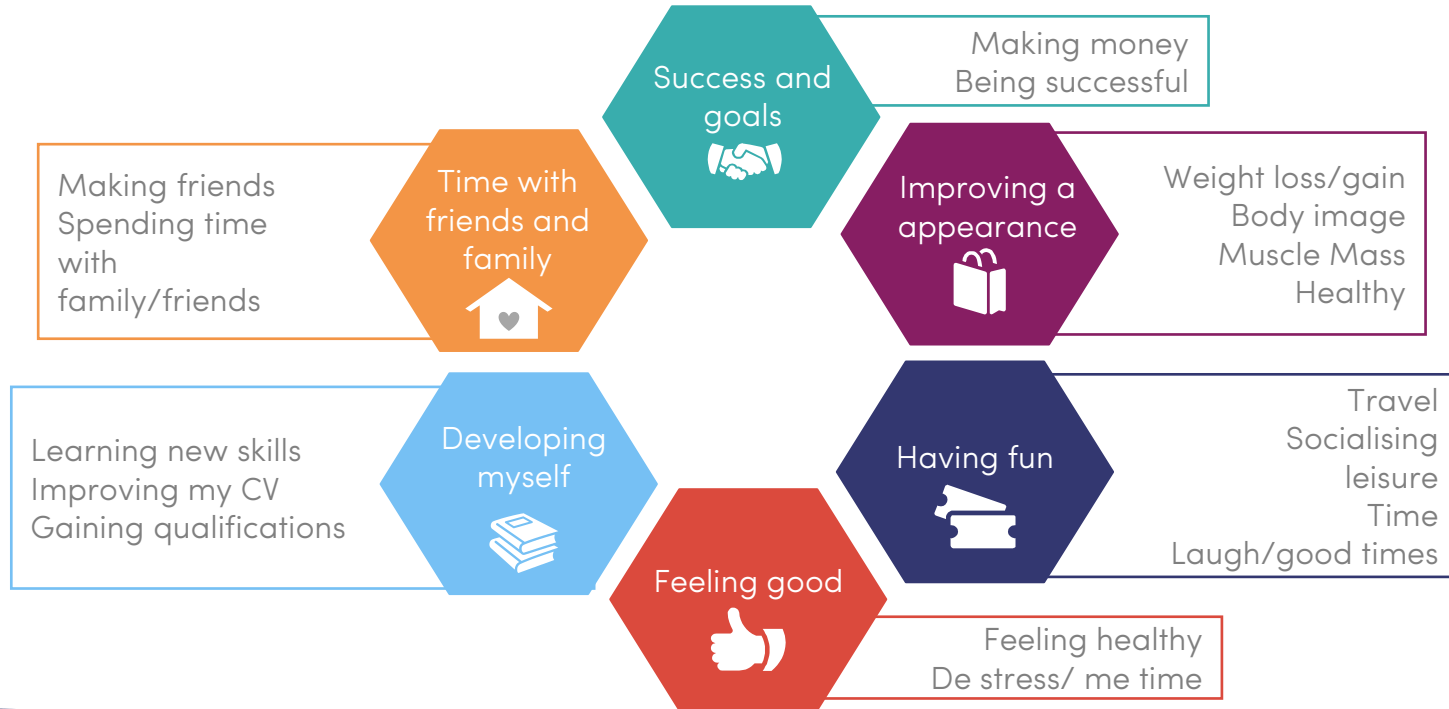 Success and
goals
Making money
Being successful
Improving a
appearance
Weight loss/gain
Body image
Muscle Mass
Healthy
Having fun
Travel
Socialising
leisure
Time
Laugh/good times
Feeling good
Feeling healthy
De stress/ me time
Developing
myself
Learning new skills
Improving my CV
Gaining qualifications
Time with
friends and
family
Making friends
Spending time
with
family/friends